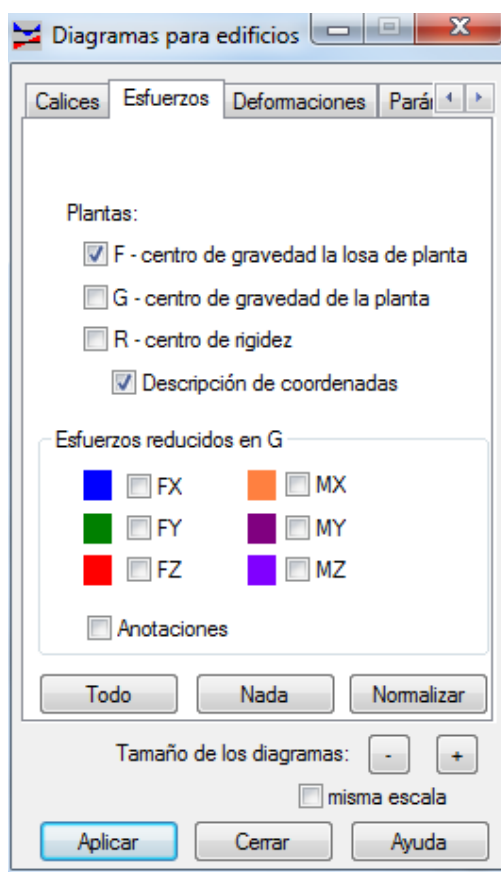 Diagramas para edificios
Calices Esfuerzos Deformaciones Pará
Plantas:
F - centro de gravedad la losa de planta
G - centro de gravedad de la planta
R - centro de rigidez
Descripción de coordenadas
Esfuerzos reducidos en G
FX MX
FY MY
FZ MZ
Anotaciones
Todo Nada Normalizar
Tamaño de los diagramas: - +
misma escala
Aplicar Cerrar Ayuda